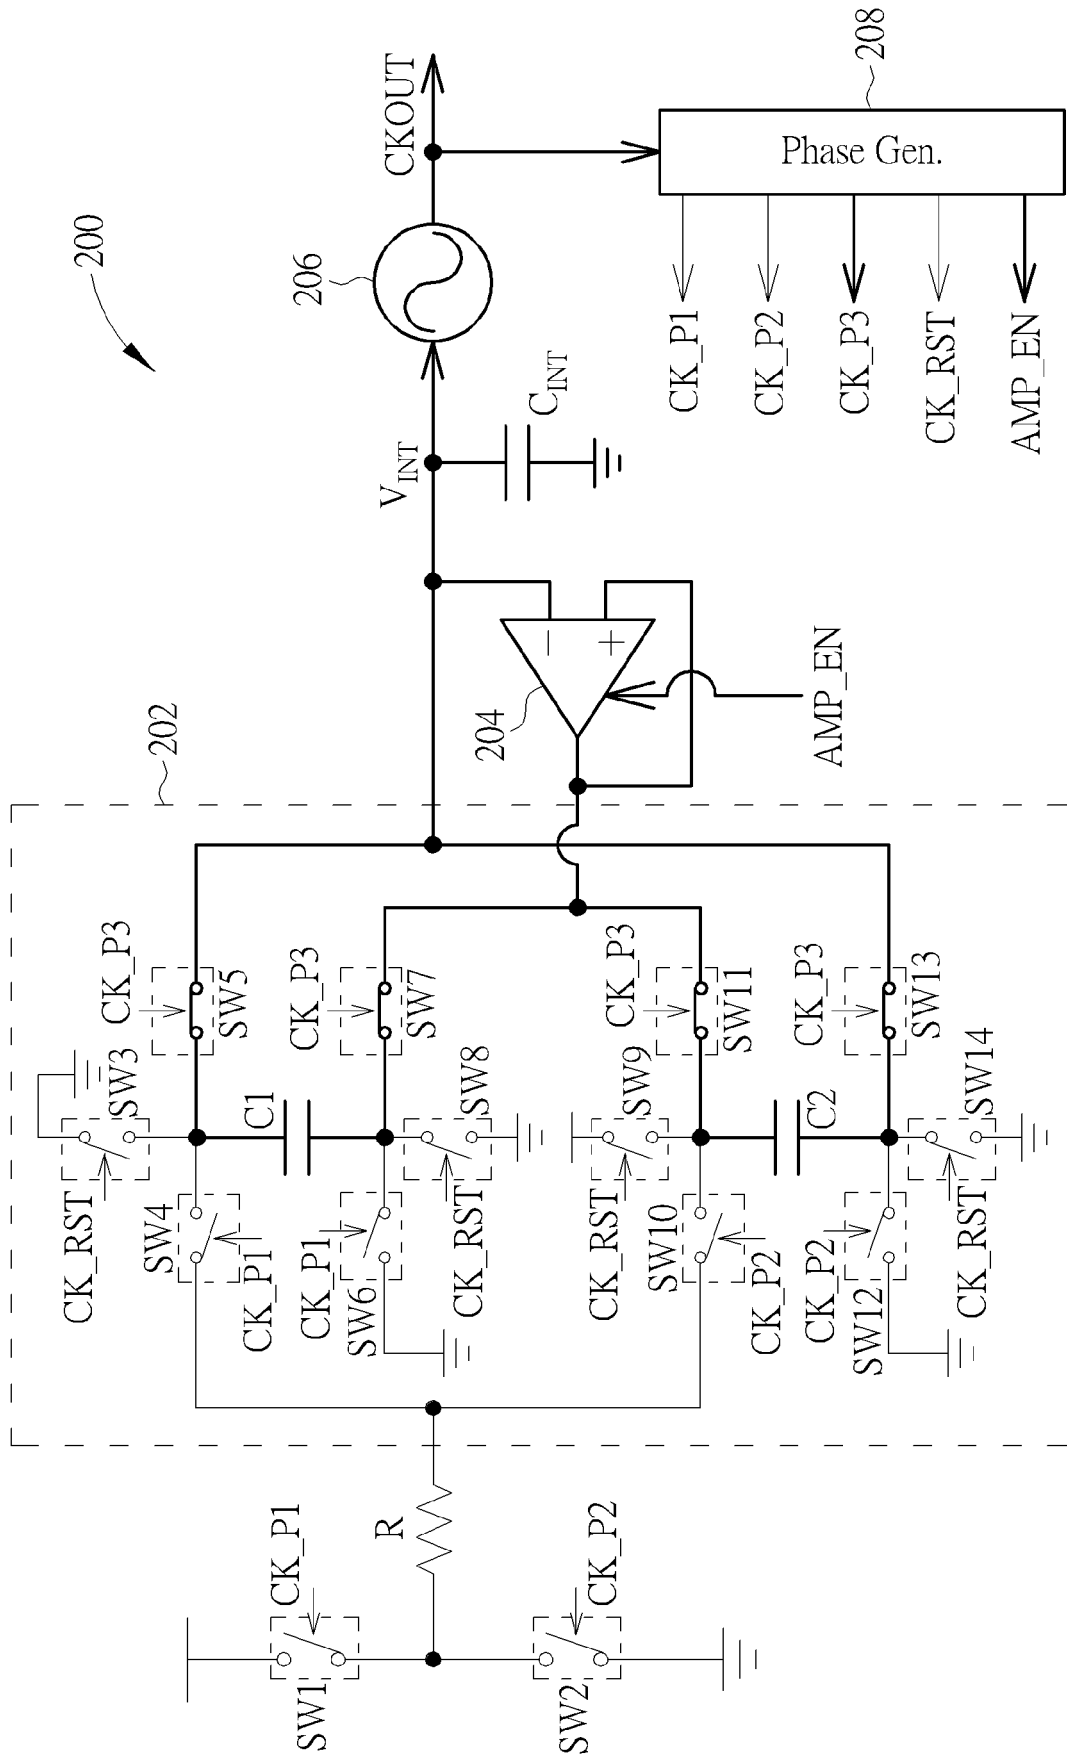 200
202
CK_RST
SW3
CK_P3
SW5
SW4
CK_P1
C1
CK_P3
SW7
CK_P1
SW6
SW8
CK_RST
CK_P3
SW11
SW9
CK_RST
SW10
CK_P2
C2
CK_P3
SW13
CK_P2
SW12
SW14
CK_RST
CK_P1
SW1
R
CK_P2
SW2
204
−
+
AMP_EN
VINT
CINT
206
CKOUT
208
Phase Gen.
CK_P1
CK_P2
CK_P3
CK_RST
AMP_EN